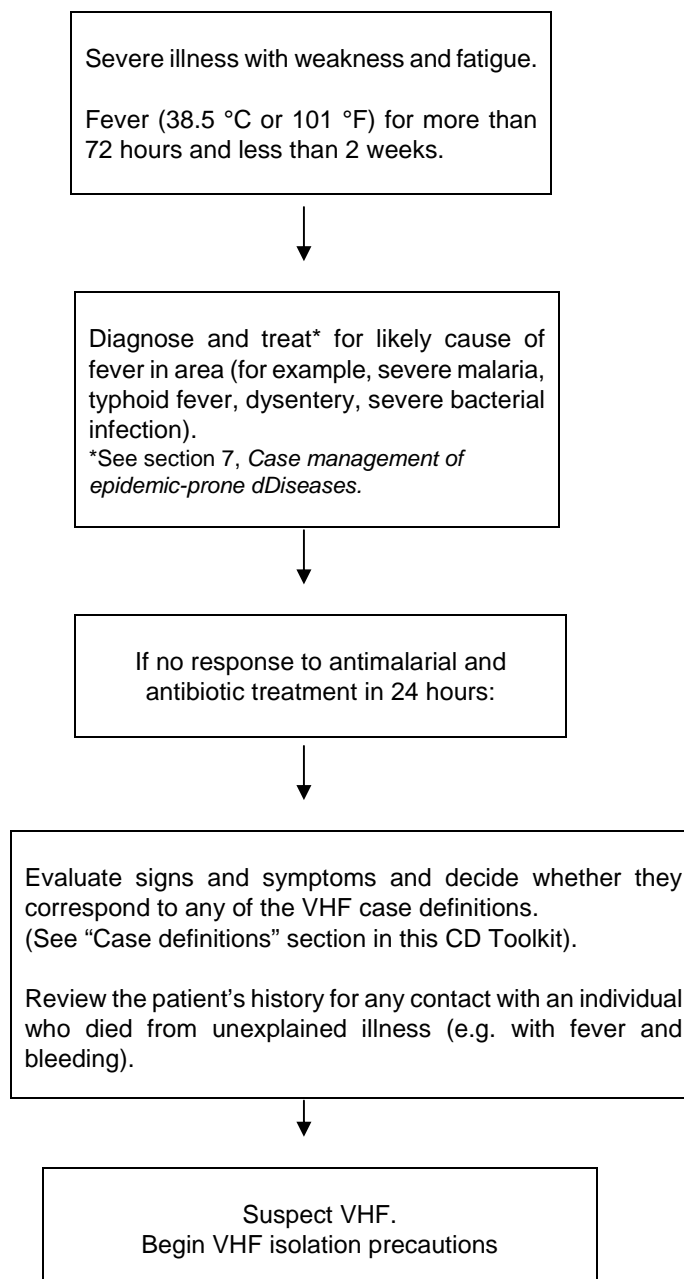 Severe illness with weakness and fatigue.
Fever (38.5 °C or 101 °F) for more than
72 hours and less than 2 weeks.
Diagnose and treat* for likely cause of
fever in area (for example, severe malaria,
typhoid fever, dysentery, severe bacterial
infection).
*See section 7, Case management of
epidemic-prone dDiseases.
If no response to antimalarial and
antibiotic treatment in 24 hours:
Evaluate signs and symptoms and decide whether they
correspond to any of the VHF case definitions.
(See “Case definitions” section in this CD Toolkit).
Review the patient’s history for any contact with an individual
who died from unexplained illness (e.g. with fever and
bleeding).
Suspect VHF.
Begin VHF isolation precautions